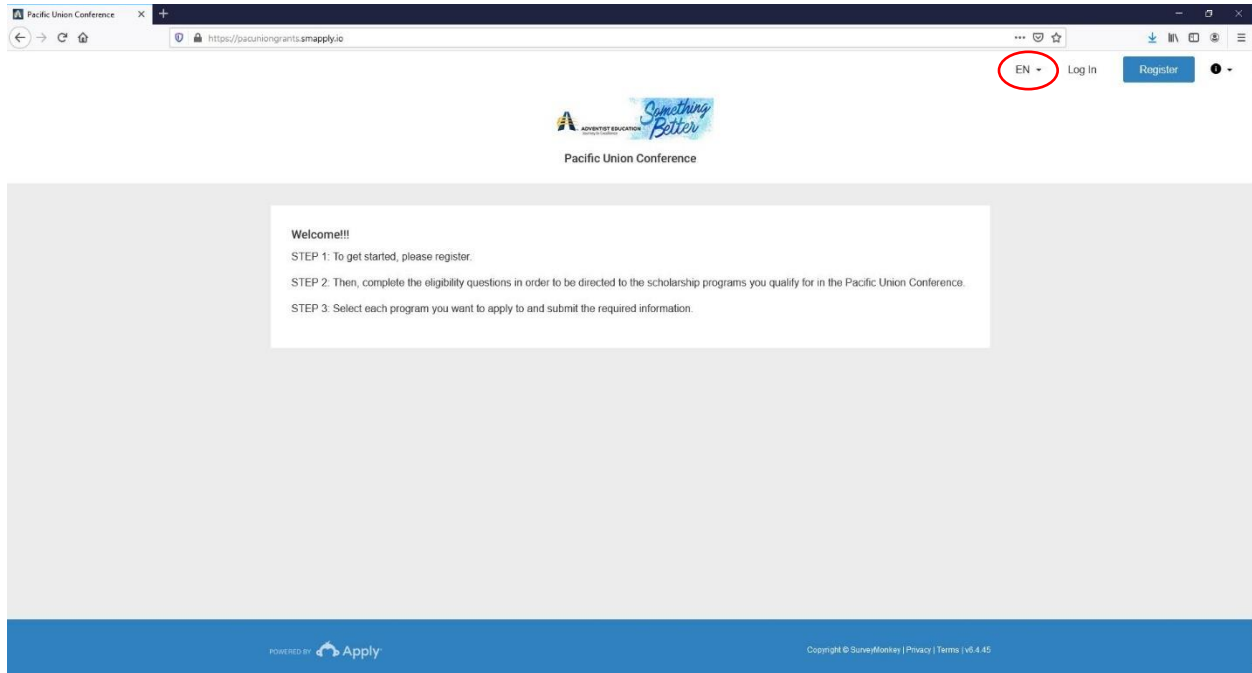 Pacific Union Conference
https://pacuniongrants.smapply.io
EN Log In Register
ADVENTIST EDUCATION Something Better
Pacific Union Conference
Welcome!!!
STEP 1: To get started, please register.
STEP 2: Then, complete the eligibility questions in order to be directed to the scholarship programs you qualify for in the Pacific Union Conference.
STEP 3: Select each program you want to apply to and submit the required information.
POWERED BY Apply
Copyright © SurveyMonkey | Privacy | Terms | v6.4.45